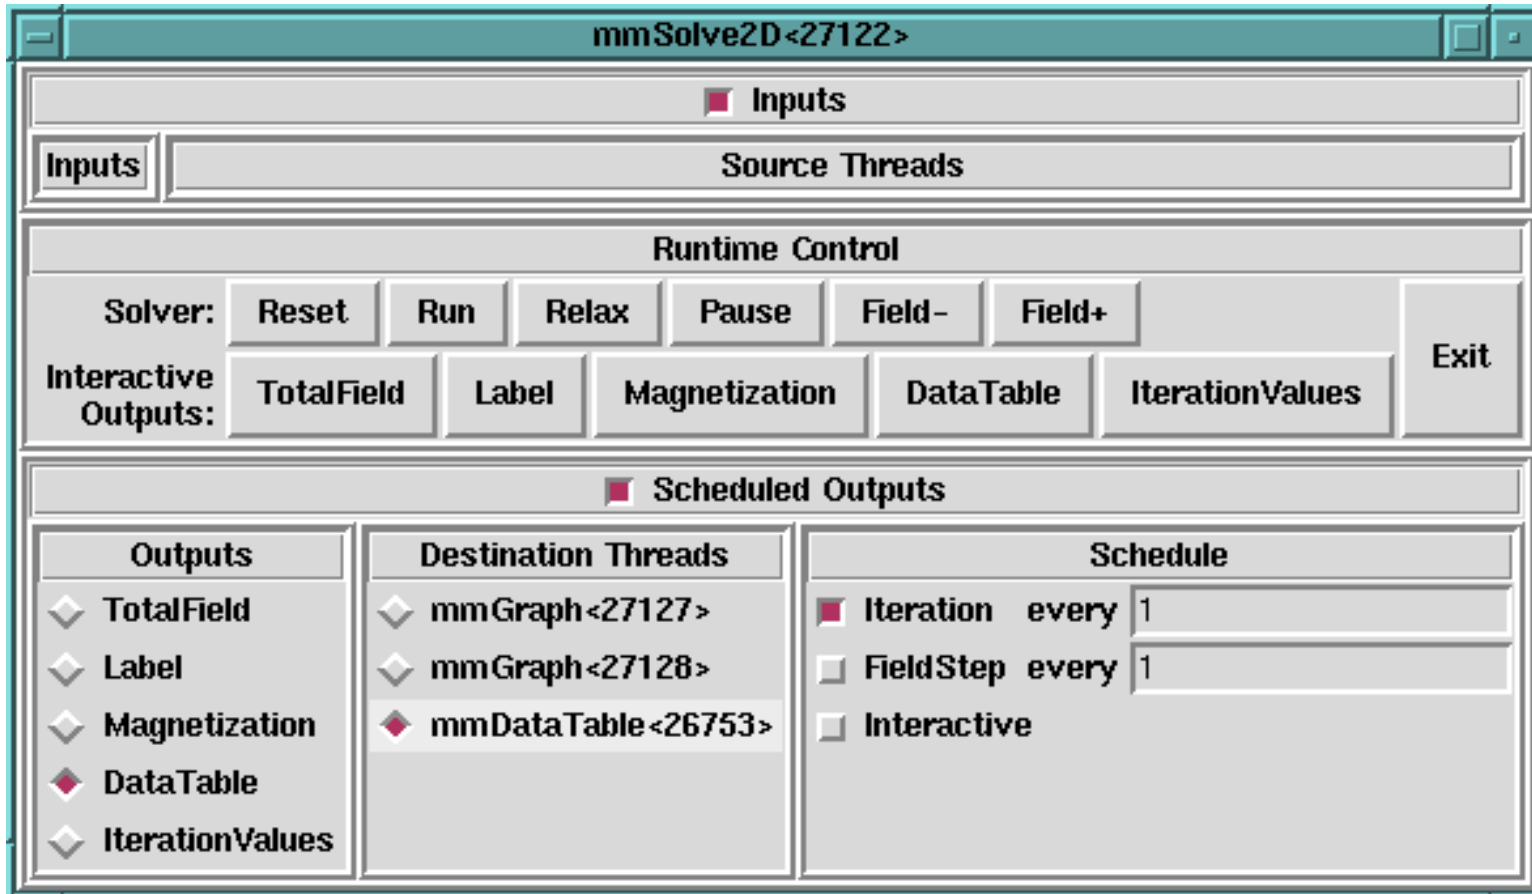 mmSolve2D<27122>
Inputs
Inputs Source Threads
Runtime Control
Solver: Reset Run Relax Pause Field- Field+
Exit
Interactive Outputs: TotalField Label Magnetization DataTable IterationValues
Scheduled Outputs
Outputs Destination Threads Schedule
TotalField mmGraph<27127> Iteration every 1
Label mmGraph<27128> FieldStep every 1
Magnetization mmDataTable<26753> Interactive
DataTable
IterationValues